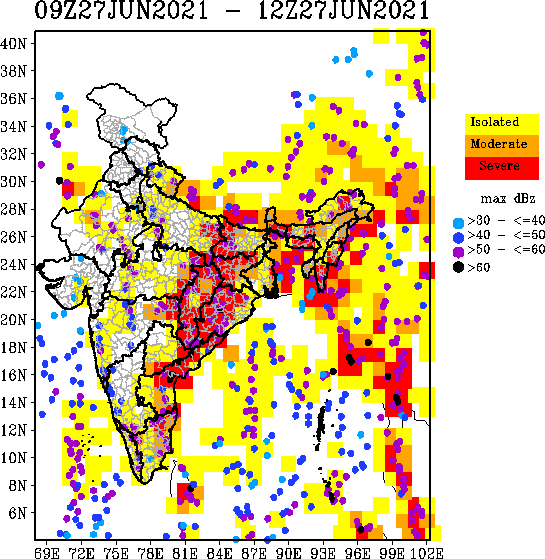 09Z27JUN2021 - 12Z27JUN2021
40N
38N
36N
34N
32N
30N
28N
26N
24N
22N
20N
18N
16N
14N
12N
10N
8N
6N
69E 72E 75E 78E 81E 84E 87E 90E 93E 96E 99E 102E
Isolated
Moderate
Severe
max dBz
>30 - <=40
>40 - <=50
>50 - <=60
>60